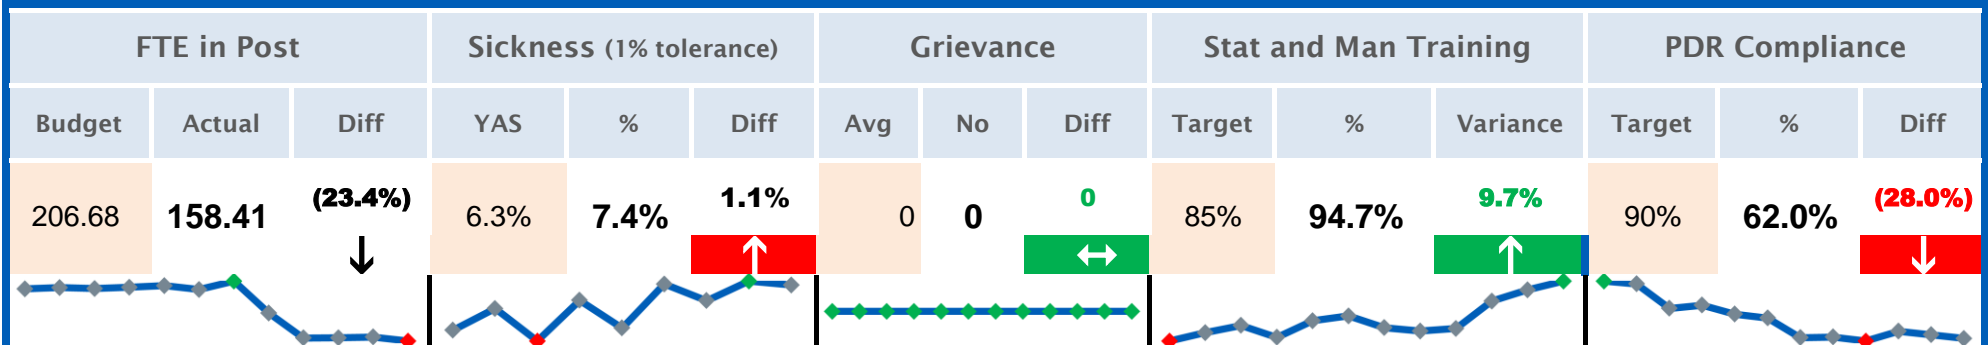 FTE in Post Sickness (1% tolerance) Grievance Stat and Man Training PDR Compliance
Budget Actual Diff YAS % Diff Avg No Diff Target % Variance Target % Diff
206.68 158.41 (23.4%) 6.3% 7.4% 1.1% 0 0 0 85% 94.7% 9.7% 90% 62.0% (28.0%)